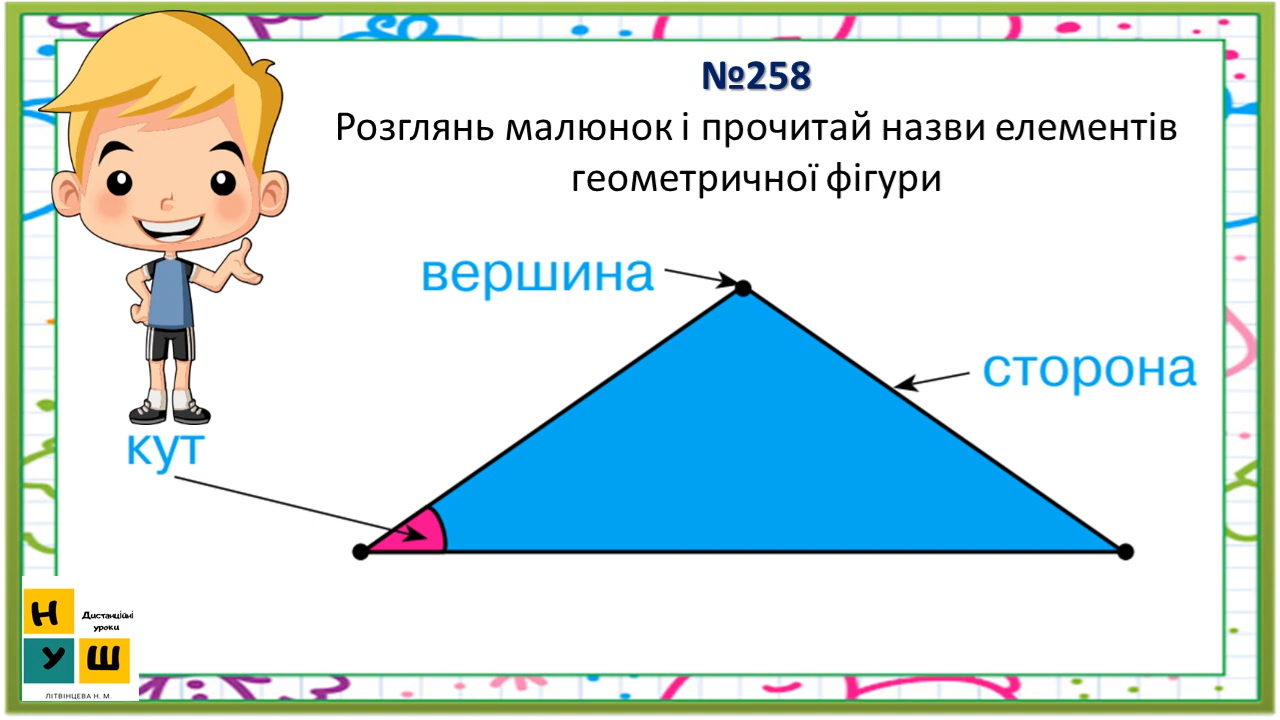 №258
Розглянь малюнок і прочитай назви елементів
геометричної фігури
вершина
сторона
кут
Н
Дистанційні
уроки
У Ш
ЛІТВІНЦЕВА Н. М.